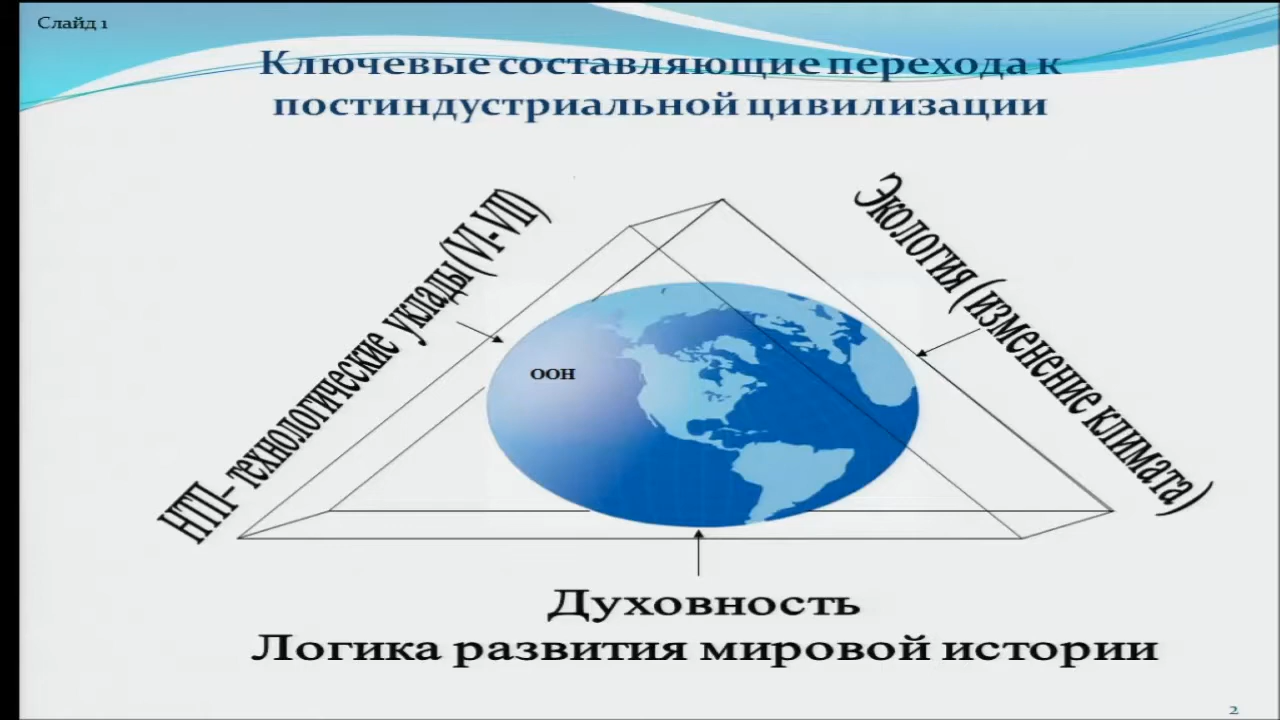 Слайд 1
Ключевые составляющие перехода к
постиндустриальной цивилизации
НТП– технологические уклады(VI-VII)
Экология (изменение климата)
ООН
Духовность
Логика развития мировой истории
2